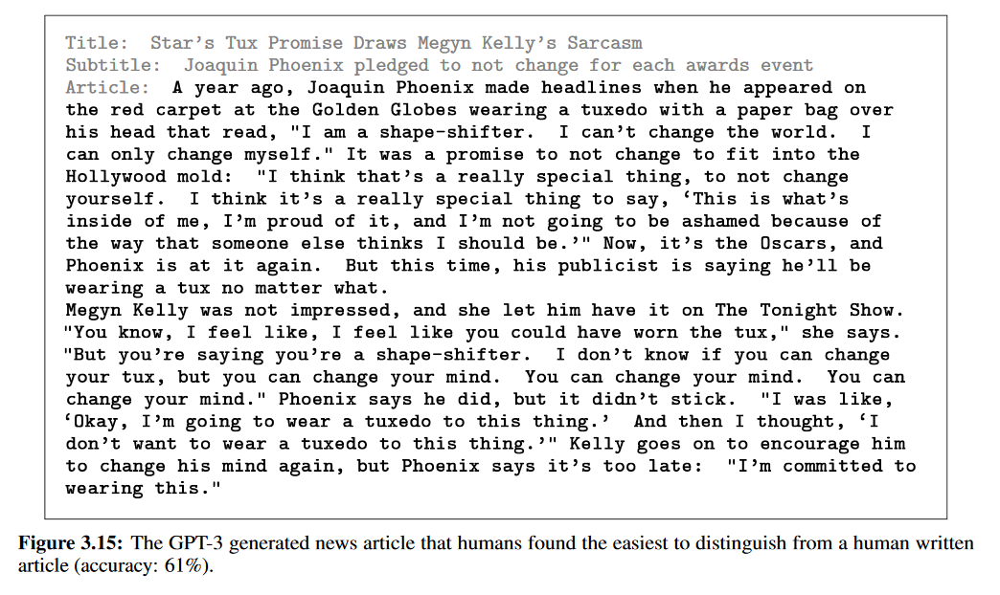 Title: Star's Tux Promise Draws Megyn Kelly's Sarcasm
Subtitle: Joaquin Phoenix pledged to not change for each awards event
Article: A year ago, Joaquin Phoenix made headlines when he appeared on
the red carpet at the Golden Globes wearing a tuxedo with a paper bag over
his head that read, "I am a shape-shifter. I can't change the world. I
can only change myself." It was a promise to not change to fit into the
Hollywood mold: "I think that's a really special thing, to not change
yourself. I think it's a really special thing to say, ‘This is what's
inside of me, I'm proud of it, and I'm not going to be ashamed because of
the way that someone else thinks I should be.'" Now, it's the Oscars, and
Phoenix is at it again. But this time, his publicist is saying he'll be
wearing a tux no matter what.
Megyn Kelly was not impressed, and she let him have it on The Tonight Show.
"You know, I feel like, I feel like you could have worn the tux," she says.
"But you're saying you're a shape-shifter. I don't know if you can change
your tux, but you can change your mind. You can change your mind. You can
change your mind." Phoenix says he did, but it didn't stick. "I was like,
‘Okay, I'm going to wear a tuxedo to this thing.' And then I thought, ‘I
don't want to wear a tuxedo to this thing.'" Kelly goes on to encourage him
to change his mind again, but Phoenix says it's too late: "I'm committed to
wearing this."
Figure 3.15: The GPT-3 generated news article that humans found the easiest to distinguish from a human written
article (accuracy: 61%).